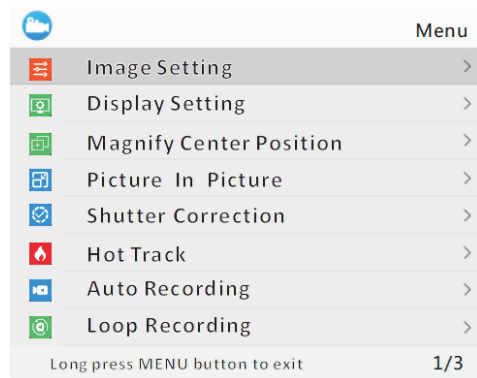 Menu
Image Setting
Display Setting
Magnify Center Position
Picture In Picture
Shutter Correction
Hot Track
Auto Recording
Loop Recording
Long press MENU button to exit 1/3